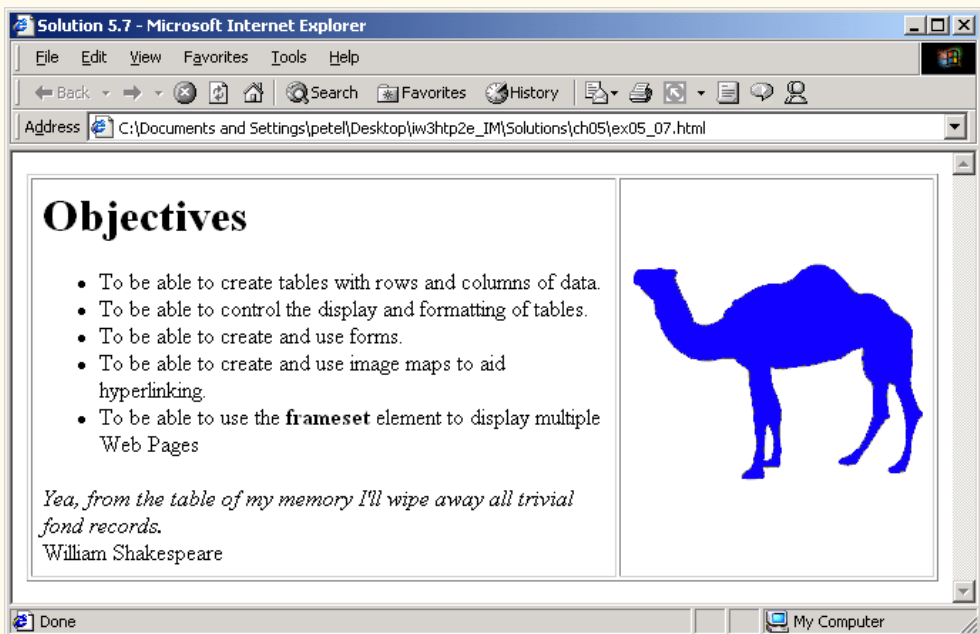 Solution 5.7 - Microsoft Internet Explorer
File Edit View Favorites Tools Help
Back Search Favorites History
Address C:\Documents and Settings\petel\Desktop\iw3htp2e_IM\Solutions\ch05\ex05_07.html
Objectives
• To be able to create tables with rows and columns of data.
• To be able to control the display and formatting of tables.
• To be able to create and use forms.
• To be able to create and use image maps to aid
hyperlinking.
• To be able to use the frameset element to display multiple
Web Pages
Yea, from the table of my memory I'll wipe away all trivial
fond records.
William Shakespeare
Done My Computer